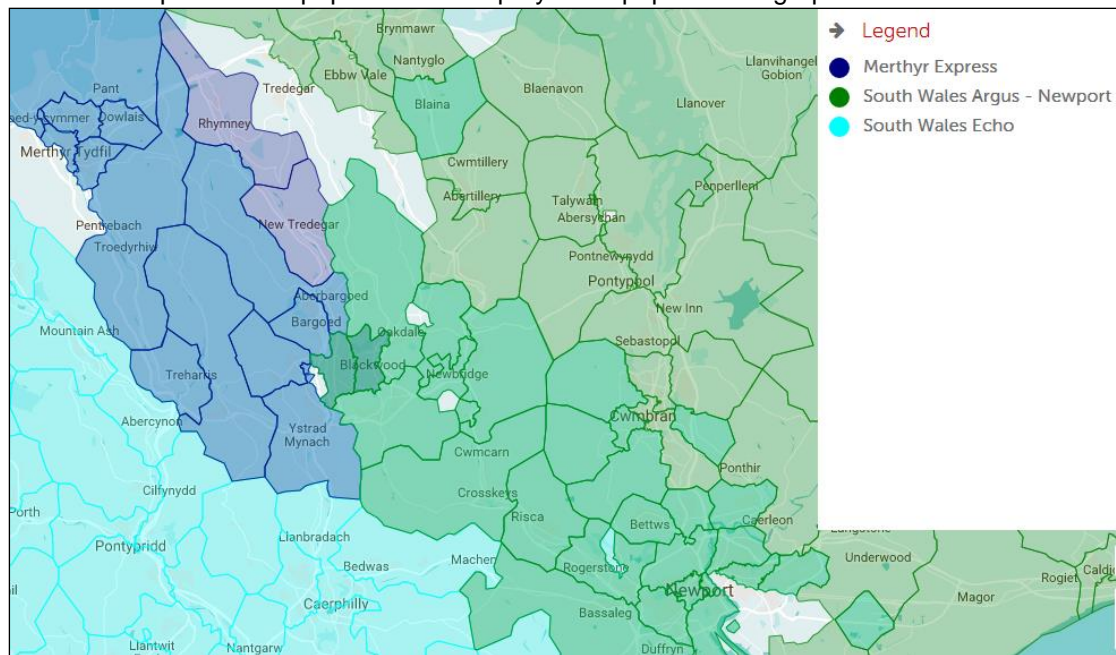 Legend
Merthyr Express
South Wales Argus - Newport
South Wales Echo
Brynmawr
Nantyglo
Llanvihangel
Gobion
Ebbw Vale
Tredegar
Pant
Blaenavon
Blaina
Llanover
Dowlais
Rhymney
Merthyr Tydfil
Cwmtillery
Penperlleni
Abertillery
Talywain
Abersychan
Pentrebach
New Tredegar
Troedyrhiw
Pontnewynydd
Pontypool
Aberbargoed
New Inn
Bargoed
Mountain Ash
Oakdale
Sebastopol
Blackwood
Treharris
Newbridge
Abercynon
Cwmbran
Ystrad
Mynach
Cwmcarn
Ponthir
Cilfynydd
Crosskeys
Porth
Risca
Bettws
Caerleon
Llanbradach
Pontypridd
Underwood
Machen
Bedwas
Rogerstone
Rogiet
Newport
Magor
Caerphilly
Bassaleg
Llantwit
Nantgarw
Duffryn